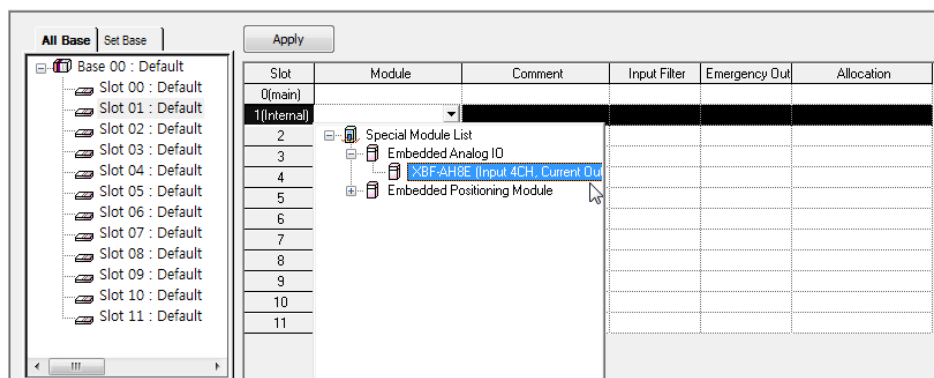 All Base Set Base
Apply
Base 00 : Default
Slot 00 : Default
Slot 01 : Default
Slot 02 : Default
Slot 03 : Default
Slot 04 : Default
Slot 05 : Default
Slot 06 : Default
Slot 07 : Default
Slot 08 : Default
Slot 09 : Default
Slot 10 : Default
Slot 11 : Default
Slot Module Comment Input Filter Emergency Out Allocation
0(main)
1(Internal)
2
3
4
5
6
7
8
9
10
11
Special Module List
Embedded Analog IO
XBF-AH8E (Input 4CH, Current Ou
Embedded Positioning Module